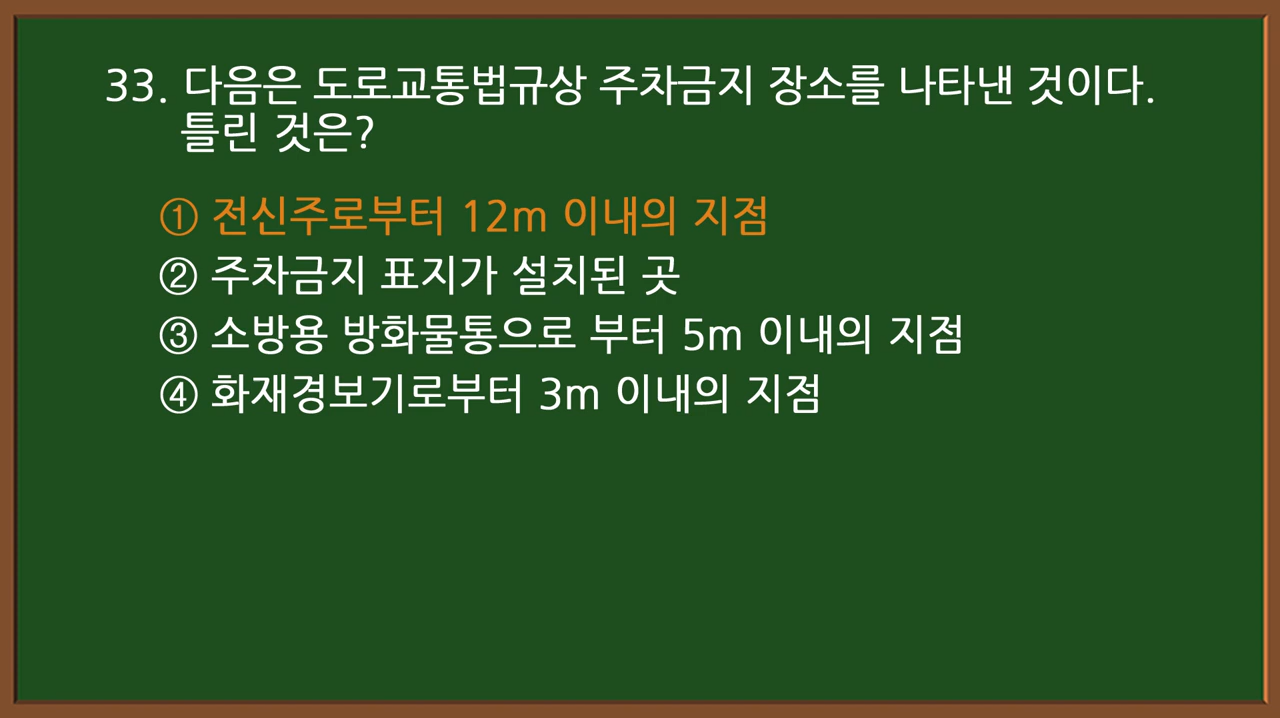 33. 다음은 도로교통법규상 주차금지 장소를 나타낸 것이다.
틀린 것은?
① 전신주로부터 12m 이내의 지점
② 주차금지 표지가 설치된 곳
③ 소방용 방화물통으로 부터 5m 이내의 지점
④ 화재경보기로부터 3m 이내의 지점